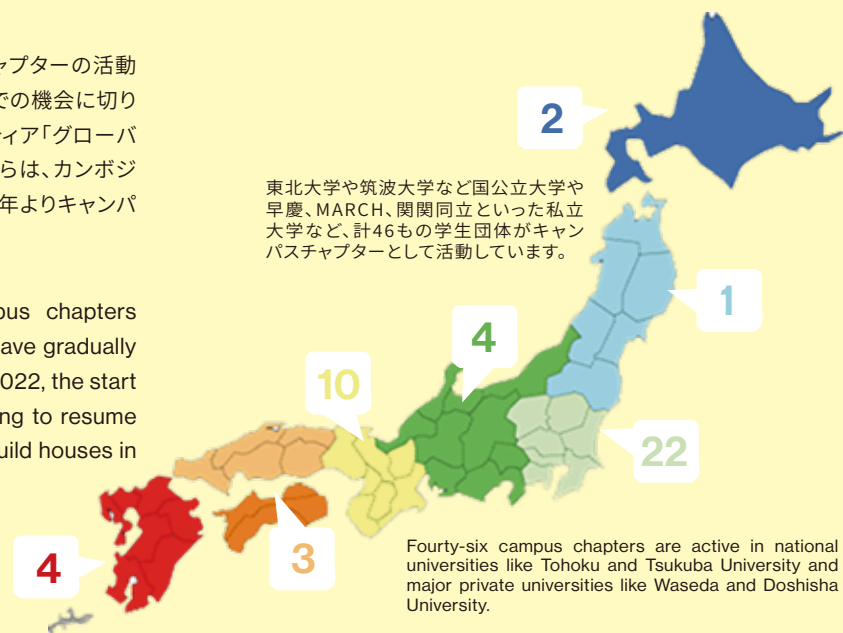 ャプターの活動
での機会に切り
ィア「グローバ
らは、カンボジ
年よりキャンパ
pus chapters
ave gradually
022, the start
ng to resume
uild houses in
東北大学や筑波大学など国公立大学や
早慶、MARCH、関関同立といった私立
大学など、計46もの学生団体がキャン
パスチャプターとして活動しています。
2
1
4
10
22
3
4
Fourty-six campus chapters are active in national
universities like Tohoku and Tsukuba University and
major private universities like Waseda and Doshisha
University.